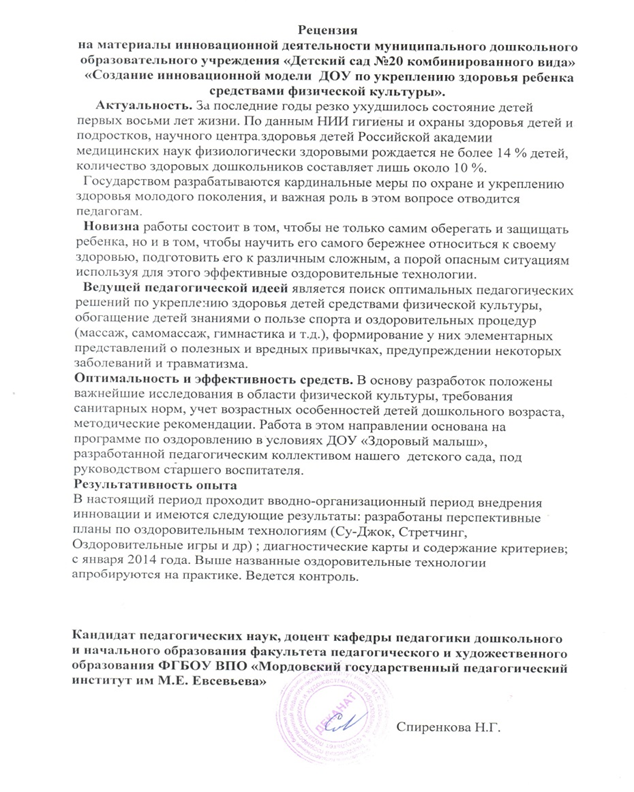 Рецензия
на материалы инновационной деятельности муниципального дошкольного
образовательного учреждения «Детский сад №20 комбинированного вида»
«Создание инновационной модели ДОУ по укреплению здоровья ребенка
средствами физической культуры».
Актуальность. За последние годы резко ухудшилось состояние детей
первых восьми лет жизни. По данным НИИ гигиены и охраны здоровья детей и
подростков, научного центра здоровья детей Российской академии
медицинских наук физиологически здоровыми рождается не более 14 % детей,
количество здоровых дошкольников составляет лишь около 10 %.
Государством разрабатываются кардинальные меры по охране и укреплению
здоровья молодого поколения, и важная роль в этом вопросе отводится
педагогам.
Новизна работы состоит в том, чтобы не только самим оберегать и защищать
ребенка, но и в том, чтобы научить его самого бережнее относиться к своему
здоровью, подготовить его к различным сложным, а порой опасным ситуациям
используя для этого эффективные оздоровительные технологии.
Ведущей педагогической идеей является поиск оптимальных педагогических
решений по укреплению здоровья детей средствами физической культуры,
обогащение детей знаниями о пользе спорта и оздоровительных процедур
(массаж, самомассаж, гимнастика и т.д.), формирование у них элементарных
представлений о полезных и вредных привычках, предупреждении некоторых
заболеваний и травматизма.
Оптимальность и эффективность средств. В основу разработок положены
важнейшие исследования в области физической культуры, требования
санитарных норм, учет возрастных особенностей детей дошкольного возраста,
методические рекомендации. Работа в этом направлении основана на
программе по оздоровлению в условиях ДОУ «Здоровый малыш»,
разработанной педагогическим коллективом нашего детского сада, под
руководством старшего воспитателя.
Результативность опыта
В настоящий период проходит вводно-организационный период внедрения
инновации и имеются следующие результаты: разработаны перспективные
планы по оздоровительным технологиям (Су-Джок, Стретчинг,
Оздоровительные игры и др) ; диагностические карты и содержание критериев;
с января 2014 года. Выше названные оздоровительные технологии
апробируются на практике. Ведется контроль.
Кандидат педагогических наук, доцент кафедры педагогики дошкольного
и начального образования факультета педагогического и художественного
образования ФГБОУ ВПО «Мордовский государственный педагогический
институт им М.Е. Евсевьева»
ДЕКАНАТ
Спиренкова Н.Г.